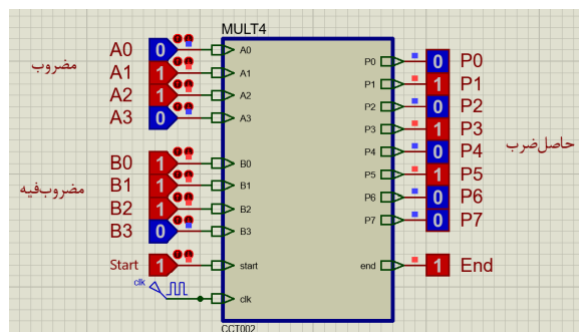 MULT4
A0 0 A0 P0 0 P0
A1 1 A1 P1 1 P1
A2 1 A2 P2 0 P2
A3 0 A3 P3 1 P3
مضروب
P4 0 P4
حاصل‌ضرب
B0 1 B0 P5 1 P5
B1 1 B1 P6 0 P6
B2 1 B2 P7 0 P7
B3 0 B3
مضروب‌فیه
Start 1 start end 1 End
clk clk
CCT002